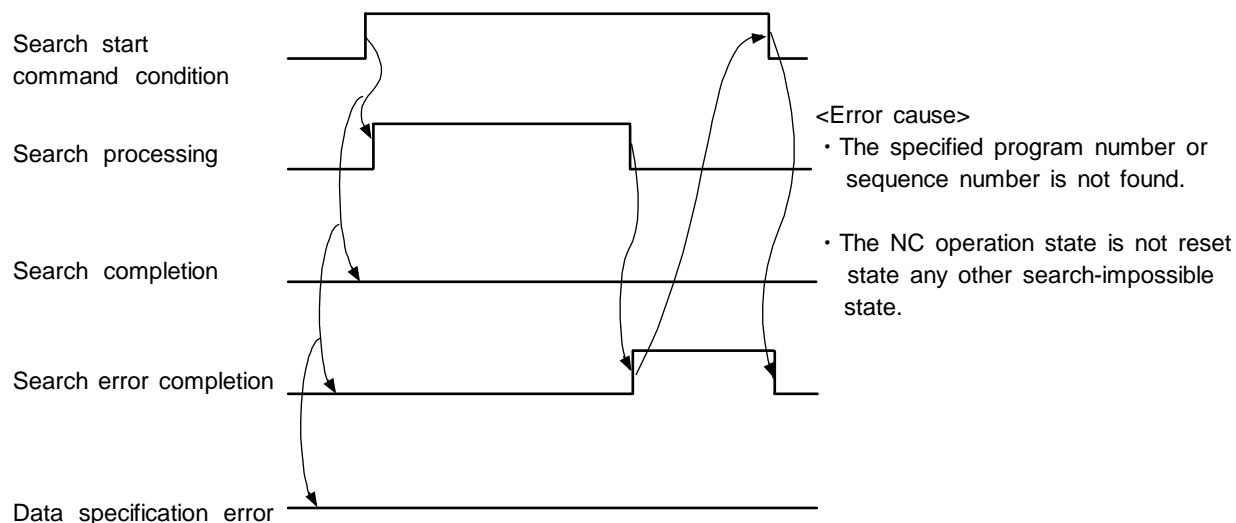 Search start
command condition
Search processing
Search completion
Search error completion
Data specification error
<Error cause>
・The specified program number or
sequence number is not found.
・The NC operation state is not reset
state any other search-impossible
state.